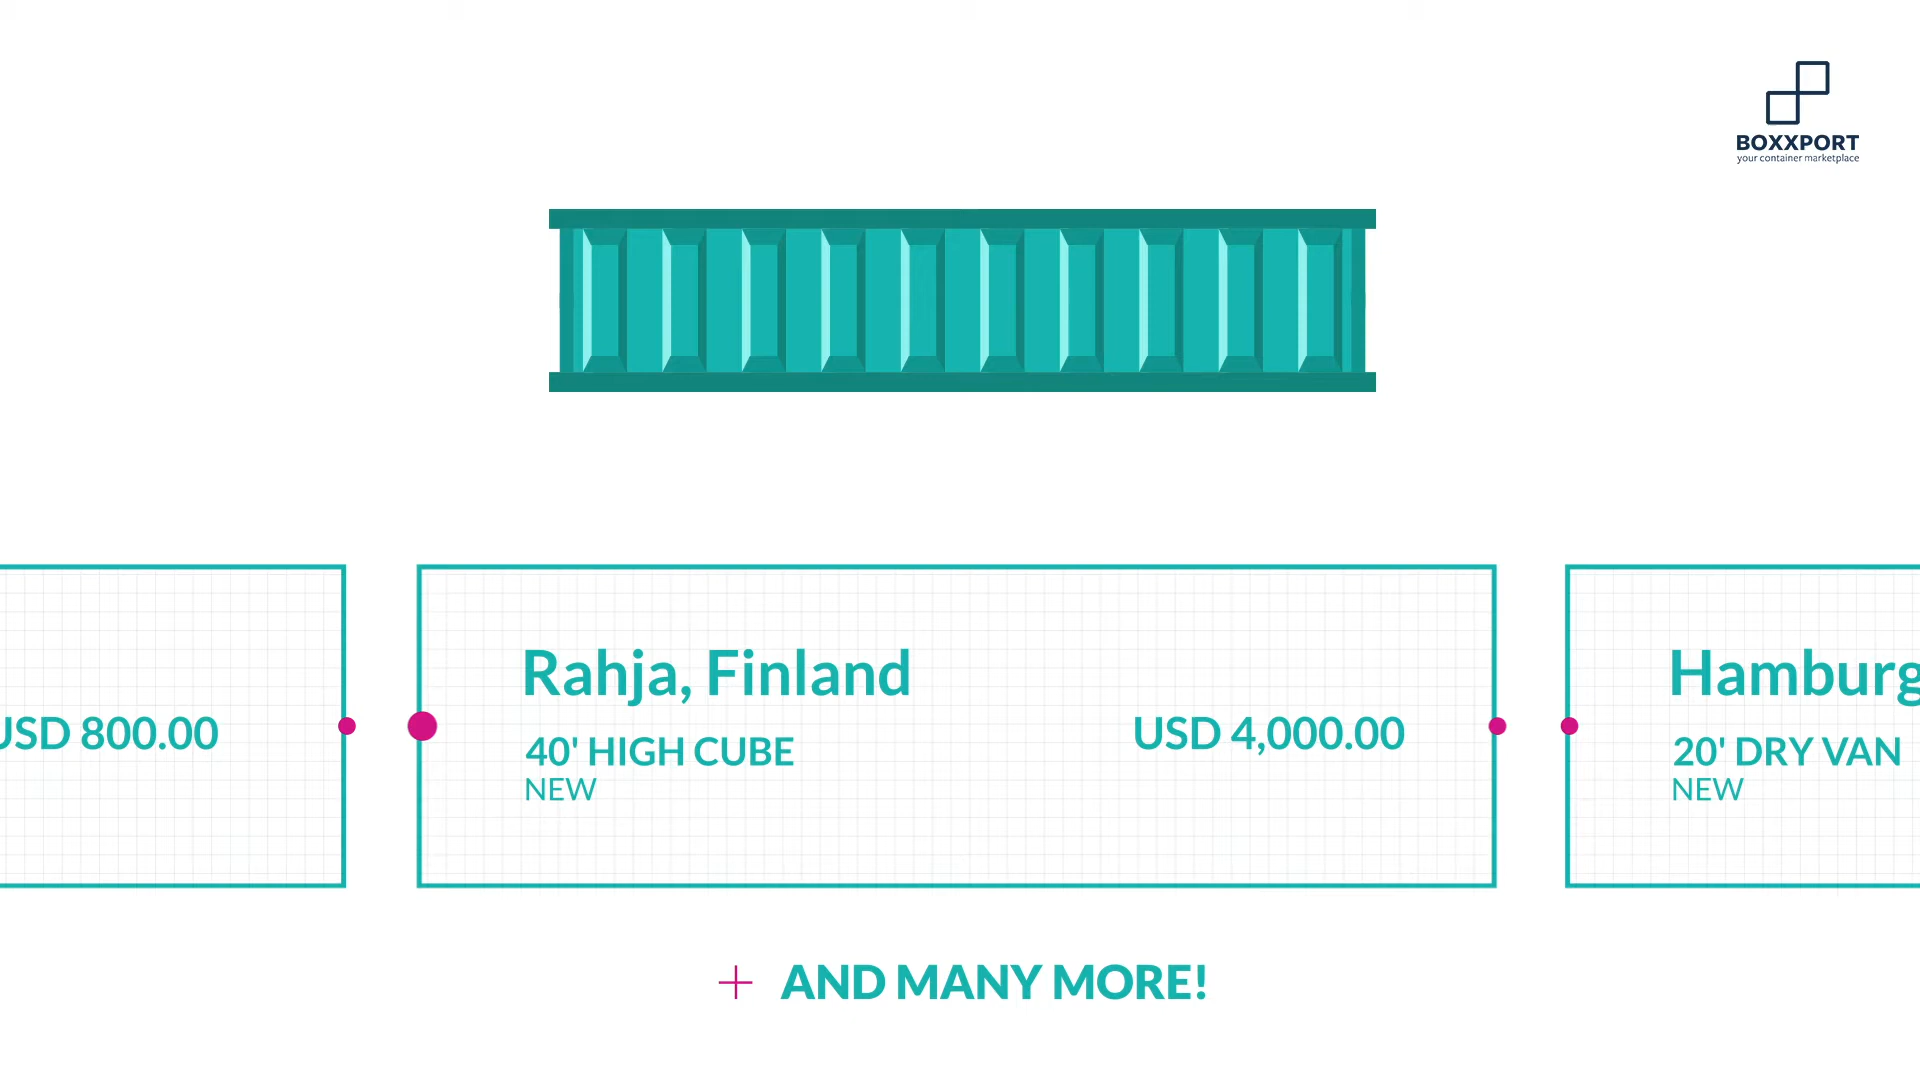 BOXXPORT
your container marketplace
USD 800.00
Rahja, Finland
40' HIGH CUBE
NEW
USD 4,000.00
Hamburg
20' DRY VAN
NEW
+ AND MANY MORE!